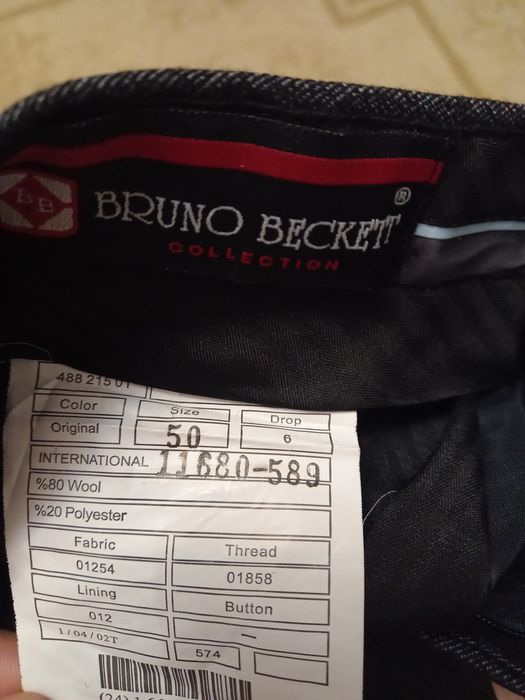 BB
BRUNO BECKETT®
COLLECTION
488 215 01
Color Size Drop
Original 50 6
INTERNATIONAL 11680-589
%80 Wool
%20 Polyester
Fabric Thread
01254 01858
Lining Button
012 —
1/04/02T 574